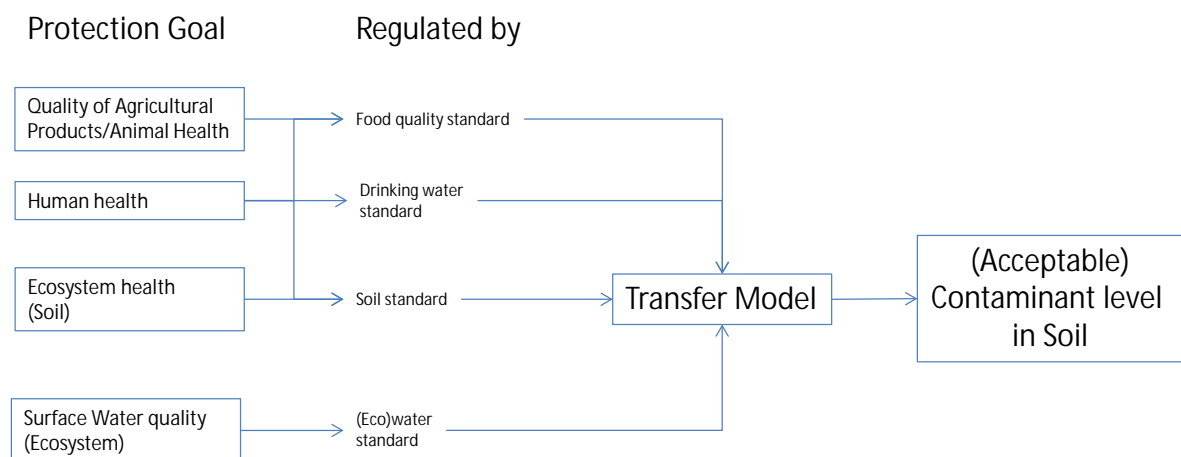 Protection Goal
Regulated by
Quality of Agricultural
Products/Animal Health
Food quality standard
Human health
Drinking water
standard
Ecosystem health
(Soil)
Soil standard
Transfer Model
(Acceptable)
Contaminant level
in Soil
Surface Water quality
(Ecosystem)
(Eco)water
standard